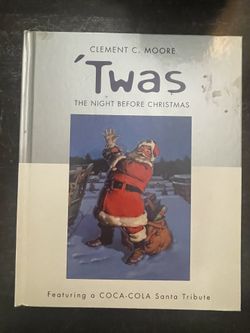 CLEMENT C. MOORE
'Twas
THE NIGHT BEFORE CHRISTMAS
Featuring a COCA-COLA Santa Tribute